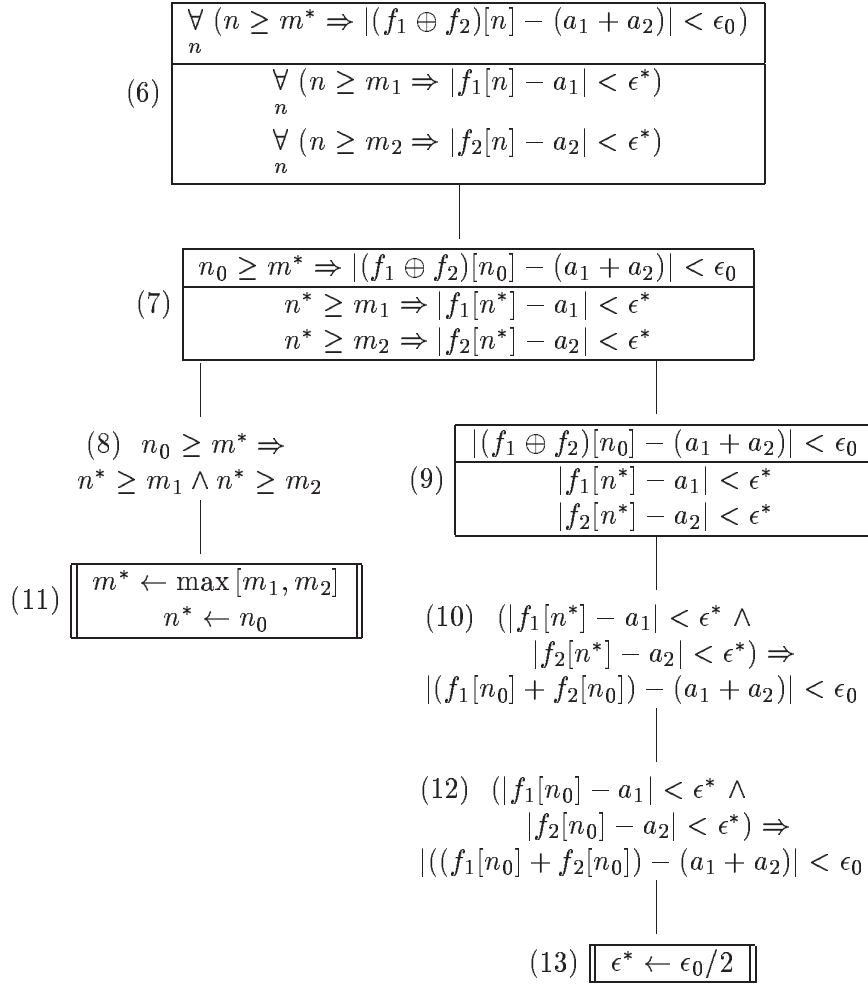 ∀ (n ≥ m* ⇒ |(f₁ ⊕ f₂)[n] − (a₁ + a₂)| < ϵ₀)
n
(6)
∀ (n ≥ m₁ ⇒ |f₁[n] − a₁| < ϵ*)
n
∀ (n ≥ m₂ ⇒ |f₂[n] − a₂| < ϵ*)
n
n₀ ≥ m* ⇒ |(f₁ ⊕ f₂)[n₀] − (a₁ + a₂)| < ϵ₀
(7)
n* ≥ m₁ ⇒ |f₁[n*] − a₁| < ϵ*
n* ≥ m₂ ⇒ |f₂[n*] − a₂| < ϵ*
(8) n₀ ≥ m* ⇒
n* ≥ m₁ ∧ n* ≥ m₂
|(f₁ ⊕ f₂)[n₀] − (a₁ + a₂)| < ϵ₀
(9)
|f₁[n*] − a₁| < ϵ*
|f₂[n*] − a₂| < ϵ*
(11)
m* ← max [m₁, m₂]
n* ← n₀
(10) (|f₁[n*] − a₁| < ϵ* ∧
|f₂[n*] − a₂| < ϵ*) ⇒
|(f₁[n₀] + f₂[n₀]) − (a₁ + a₂)| < ϵ₀
(12) (|f₁[n₀] − a₁| < ϵ* ∧
|f₂[n₀] − a₂| < ϵ*) ⇒
|((f₁[n₀] + f₂[n₀]) − (a₁ + a₂)| < ϵ₀
(13) ϵ* ← ϵ₀/2